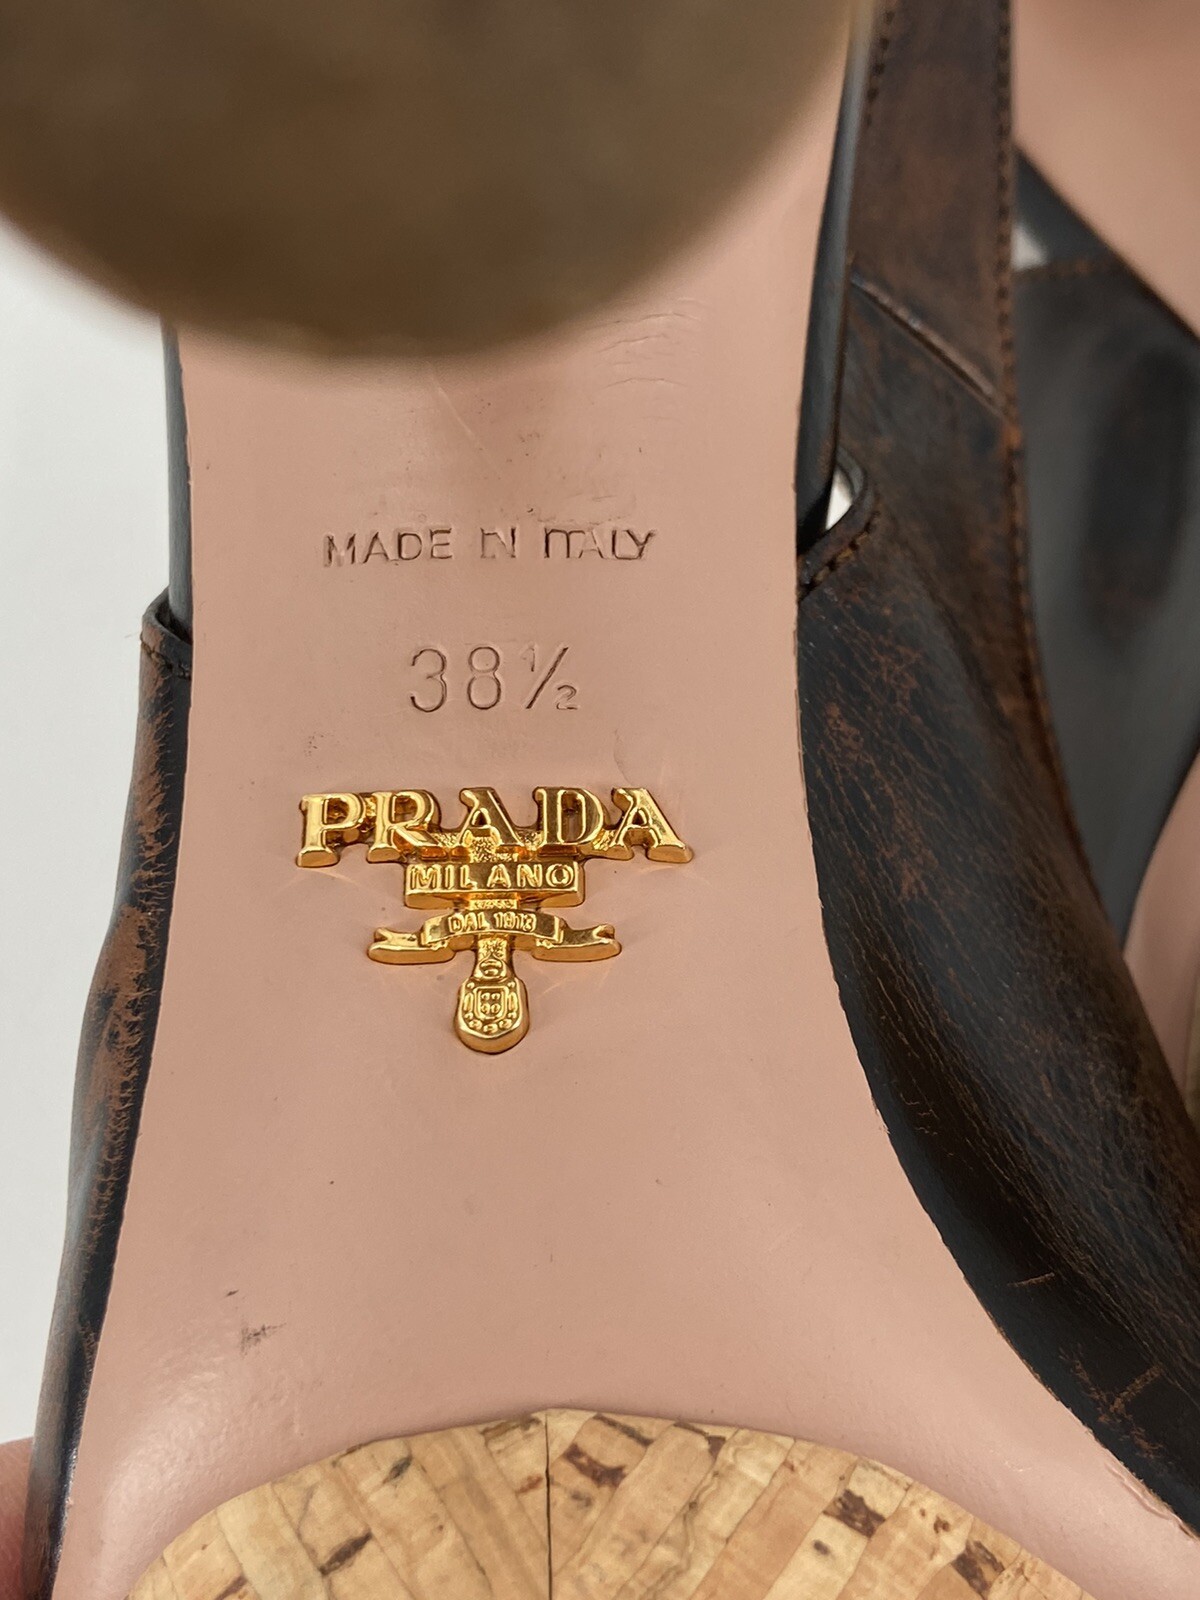 MADE IN ITALY
38½
PRADA
MILANO
DAL 1913